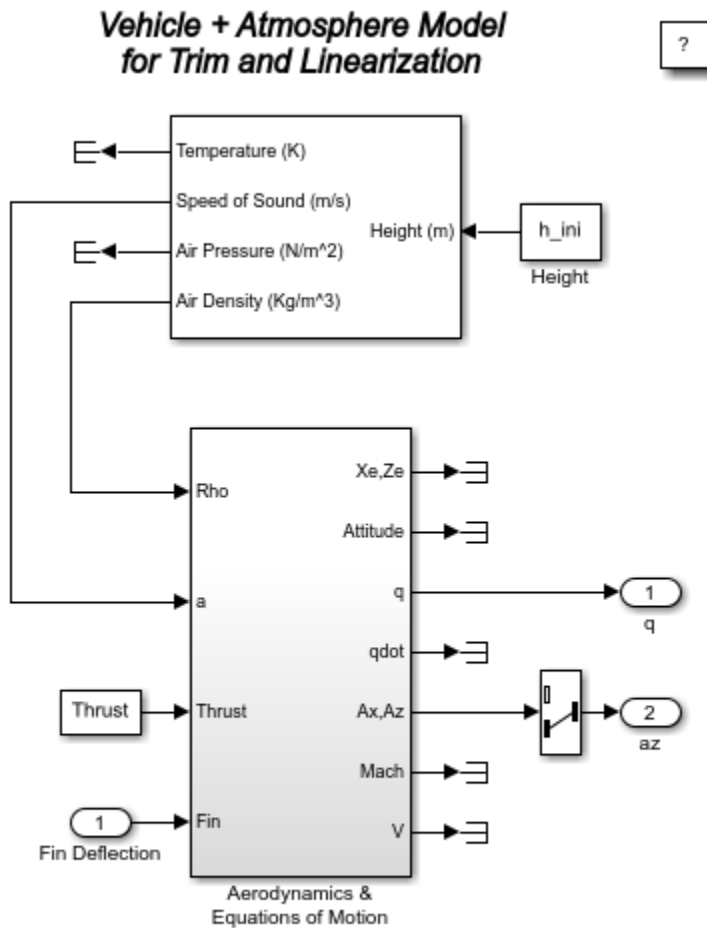 Vehicle + Atmosphere Model
for Trim and Linearization
?
Temperature (K)
Speed of Sound (m/s)
Height (m)
h_ini
Air Pressure (N/m^2)
Height
Air Density (Kg/m^3)
Xe,Ze
Rho
Attitude
q
1
q
a
qdot
Thrust
Thrust
Ax,Az
2
az
Mach
1
Fin
V
Fin Deflection
Aerodynamics &
Equations of Motion